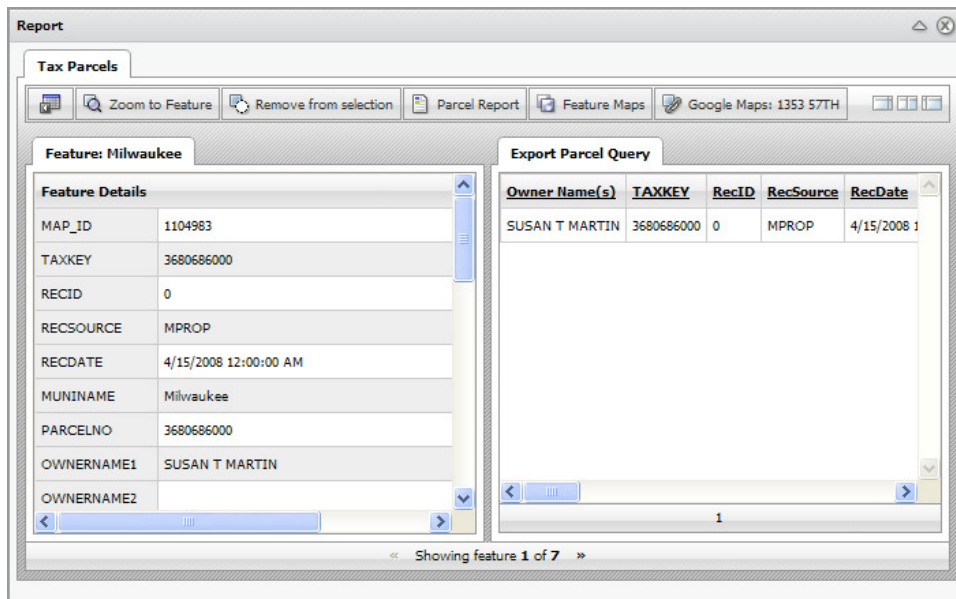 Report
Tax Parcels
Zoom to Feature Remove from selection Parcel Report Feature Maps Google Maps: 1353 57TH
Feature: Milwaukee
Feature Details
MAP_ID 1104983
TAXKEY 3680686000
RECID 0
RECSOURCE MPROP
RECDATE 4/15/2008 12:00:00 AM
MUNINAME Milwaukee
PARCELNO 3680686000
OWNERNAME1 SUSAN T MARTIN
OWNERNAME2
Export Parcel Query
Owner Name(s) TAXKEY RecID RecSource RecDate
SUSAN T MARTIN 3680686000 0 MPROP 4/15/2008 1
1
« Showing feature 1 of 7 »